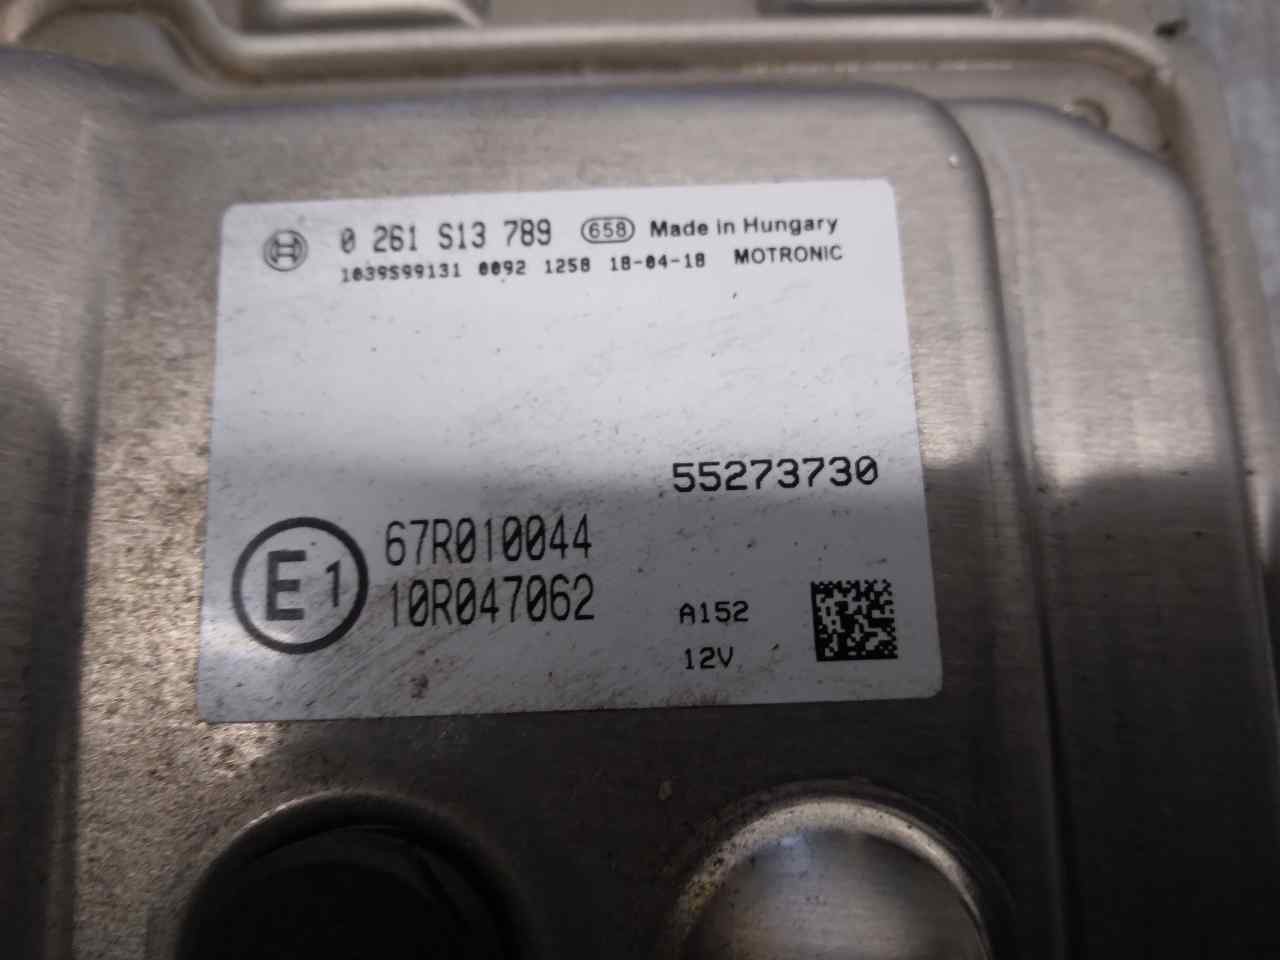 0 261 S13 789 658 Made in Hungary
1039S99131 0092 1258 18-04-18 MOTRONIC
55273730
E1 67R010044
10R047062
A152
12V